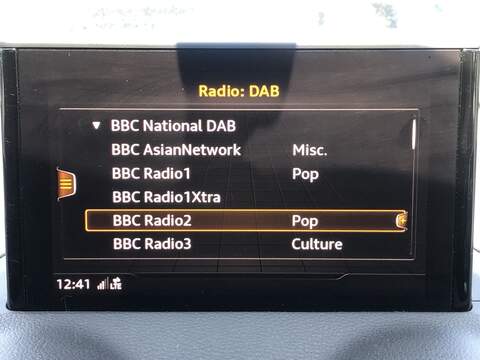 Radio: DAB
BBC National DAB
BBC AsianNetwork Misc.
BBC Radio1 Pop
BBC Radio1Xtra
BBC Radio2 Pop
BBC Radio3 Culture
12:41 LTE